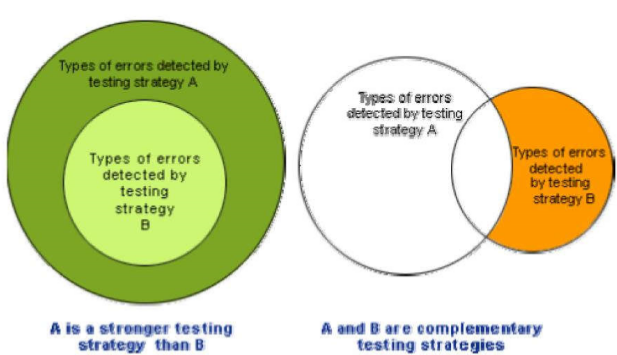 Types of errors detected by
testing strategy A
Types of errors
detected by
testing
strategy
B
A is a stronger testing
strategy than B
Types of errors
detected by testing
strategy A
Types of errors
detected
by testing
strategy B
A and B are complementary
testing strategies